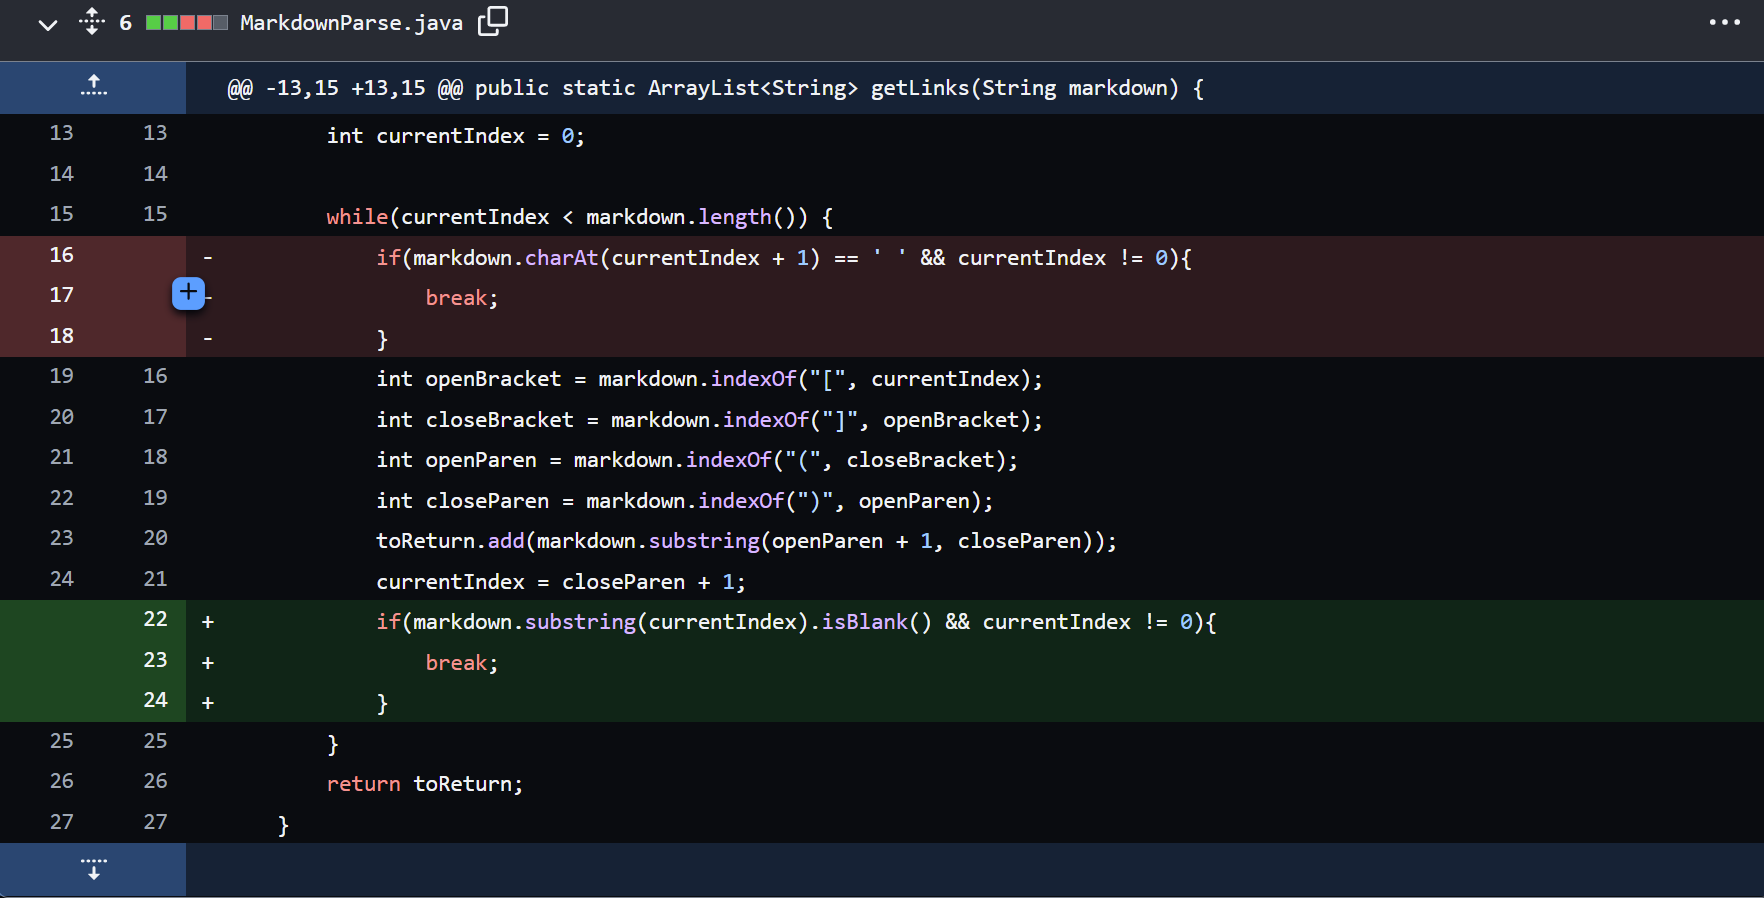 6 MarkdownParse.java
@@ -13,15 +13,15 @@ public static ArrayList<String> getLinks(String markdown) {
13 13 int currentIndex = 0;
14 14
15 15 while(currentIndex < markdown.length()) {
16 - if(markdown.charAt(currentIndex + 1) == ' ' && currentIndex != 0){
17 - break;
18 - }
19 16 int openBracket = markdown.indexOf("[", currentIndex);
20 17 int closeBracket = markdown.indexOf("]", openBracket);
21 18 int openParen = markdown.indexOf("(", closeBracket);
22 19 int closeParen = markdown.indexOf(")", openParen);
23 20 toReturn.add(markdown.substring(openParen + 1, closeParen));
24 21 currentIndex = closeParen + 1;
22 + if(markdown.substring(currentIndex).isBlank() && currentIndex != 0){
23 + break;
24 + }
25 25 }
26 26 return toReturn;
27 27 }